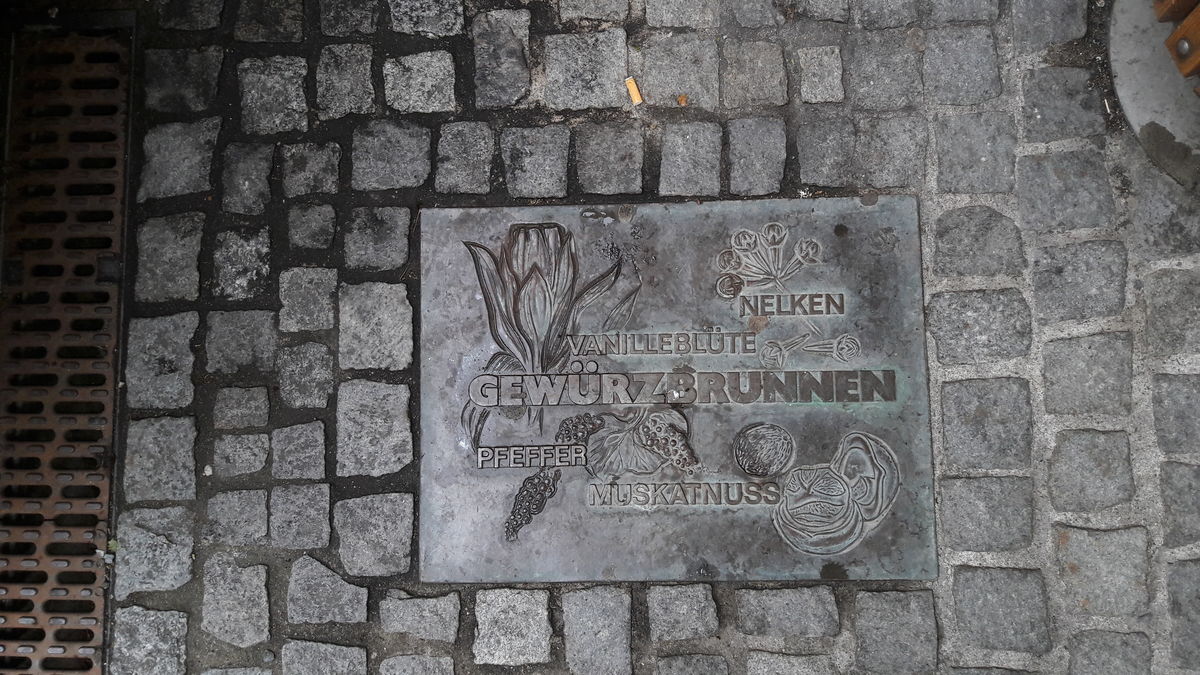 NELKEN
VANILLEBLÜTE
GEWÜRZBRUNNEN
PFEFFER
MUSKATNUSS